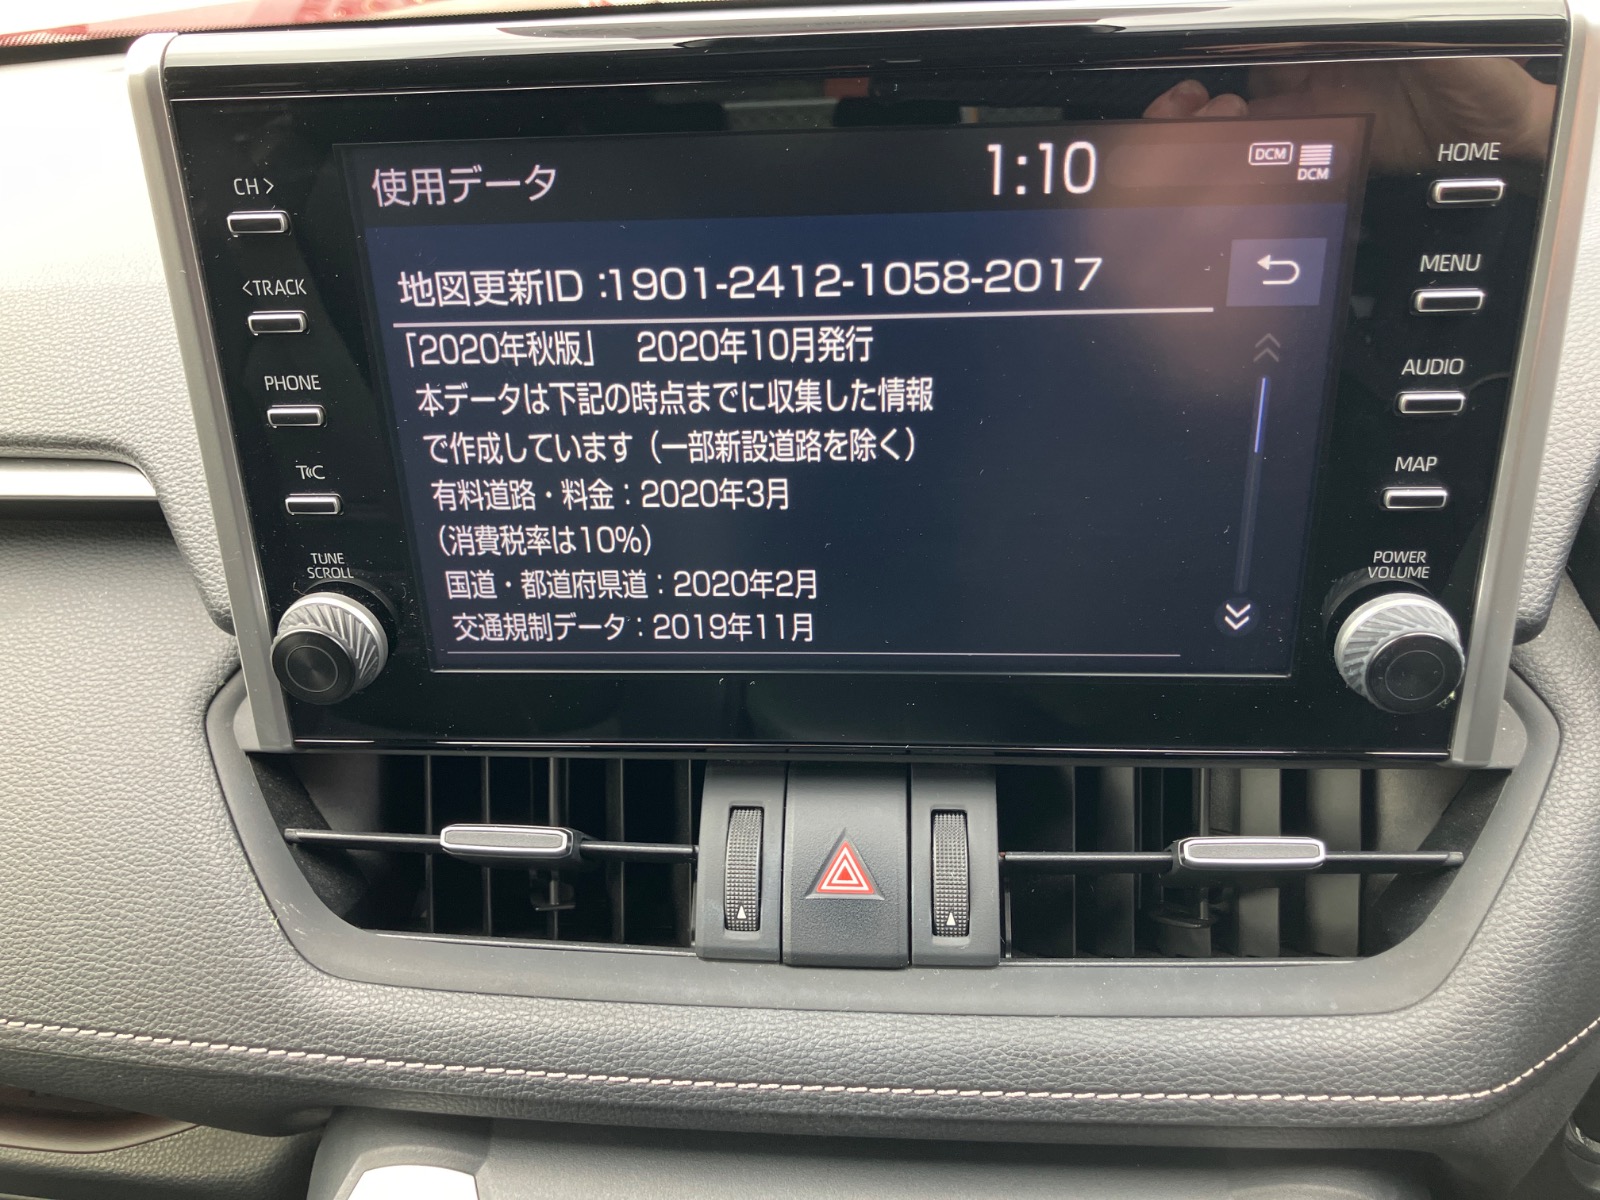 使用データ
1:10
DCM
DCM
地図更新ID :1901-2412-1058-2017
「2020年秋版」 2020年10月発行
本データは下記の時点までに収集した情報
で作成しています（一部新設道路を除く）
有料道路・料金：2020年3月
（消費税率は10%）
国道・都道府県道：2020年2月
交通規制データ：2019年11月
CH >
<TRACK
PHONE
T«C
TUNE
SCROLL
HOME
MENU
AUDIO
MAP
POWER
VOLUME